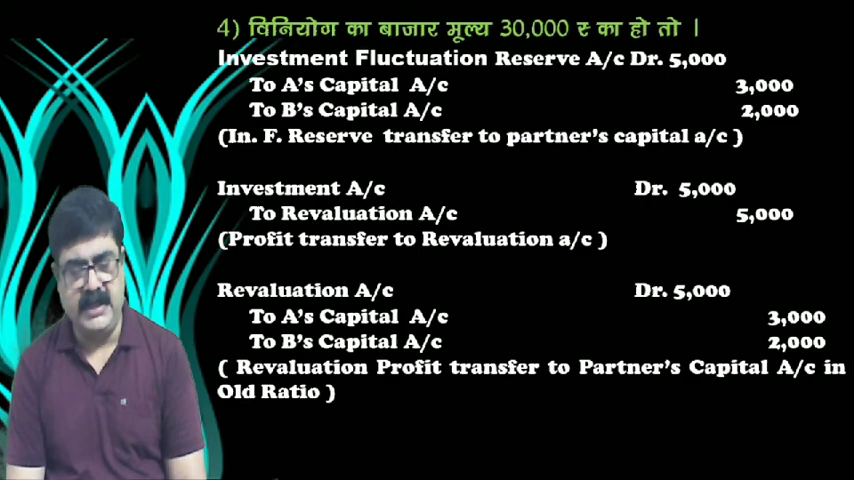 4) विनियोग का बाजार मूल्य 30,000 रु का हो तो ।
Investment Fluctuation Reserve A/c Dr. 5,000
To A's Capital A/c 3,000
To B's Capital A/c 2,000
(In. F. Reserve transfer to partner's capital a/c )
Investment A/c Dr. 5,000
To Revaluation A/c 5,000
(Profit transfer to Revaluation a/c )
Revaluation A/c Dr. 5,000
To A's Capital A/c 3,000
To B's Capital A/c 2,000
( Revaluation Profit transfer to Partner's Capital A/c in
Old Ratio )